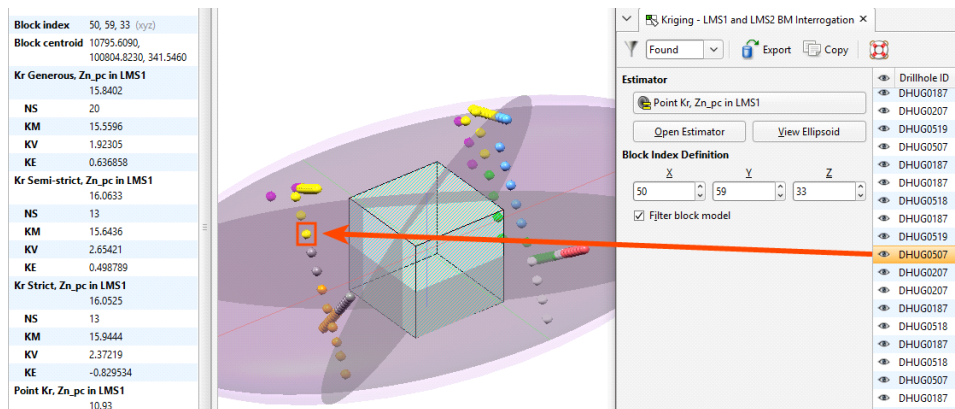 Block index 50, 59, 33 (xyz)
Block centroid 10795.6090,
100804.8230, 341.5460
Kr Generous, Zn_pc in LMS1
15.8402
NS 20
KM 15.5596
KV 1.92305
KE 0.636858
Kr Semi-strict, Zn_pc in LMS1
16.0633
NS 13
KM 15.6436
KV 2.65421
KE 0.498789
Kr Strict, Zn_pc in LMS1
16.0525
NS 13
KM 15.9444
KV 2.37219
KE -0.829534
Point Kr, Zn_pc in LMS1
10.93
Kriging - LMS1 and LMS2 BM Interrogation ×
Found Export Copy
Estimator
Point Kr, Zn_pc in LMS1
Open Estimator View Ellipsoid
Block Index Definition
X Y Z
50 59 33
Filter block model
Drillhole ID
DHUG0187
DHUG0207
DHUG0519
DHUG0507
DHUG0187
DHUG0187
DHUG0518
DHUG0187
DHUG0519
DHUG0507
DHUG0207
DHUG0207
DHUG0187
DHUG0518
DHUG0187
DHUG0518
DHUG0507
DHUG0187